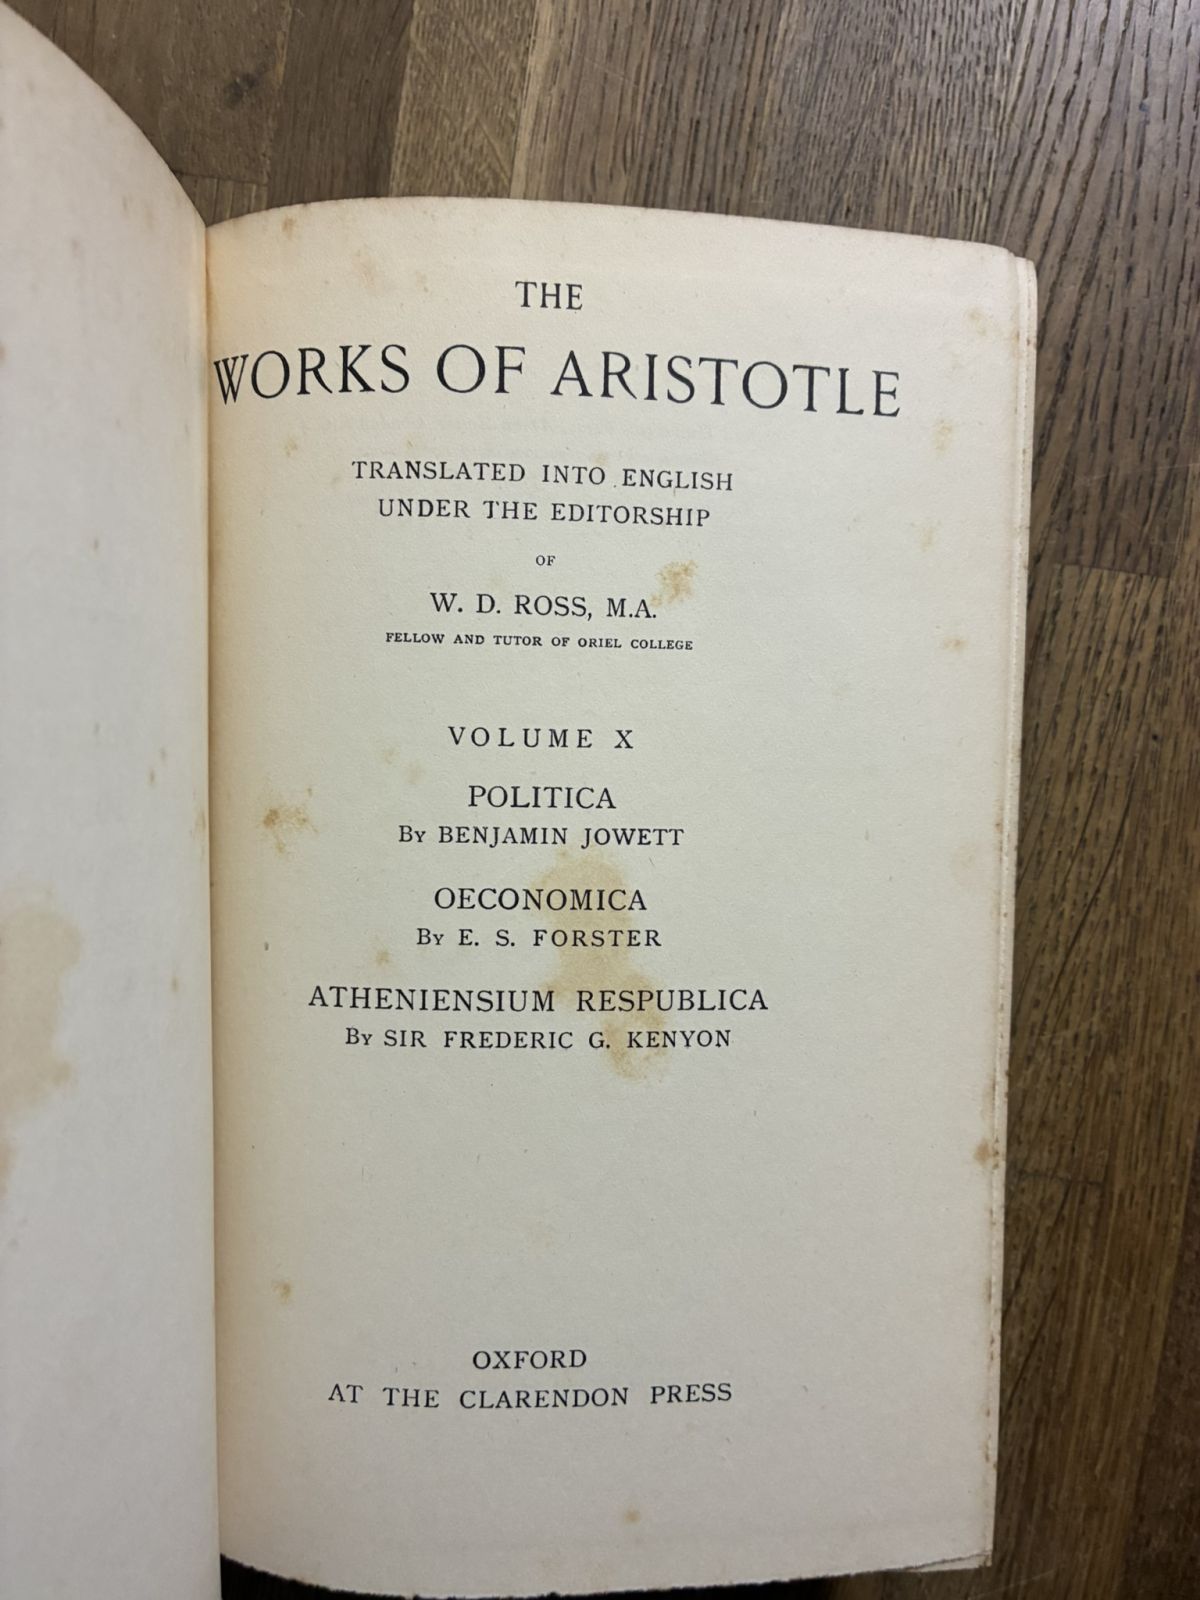 THE
WORKS OF ARISTOTLE
TRANSLATED INTO ENGLISH
UNDER THE EDITORSHIP
OF
W. D. ROSS, M.A.
FELLOW AND TUTOR OF ORIEL COLLEGE
VOLUME X
POLITICA
BY BENJAMIN JOWETT
OECONOMICA
BY E. S. FORSTER
ATHENIENSIUM RESPUBLICA
BY SIR FREDERIC G. KENYON
OXFORD
AT THE CLARENDON PRESS